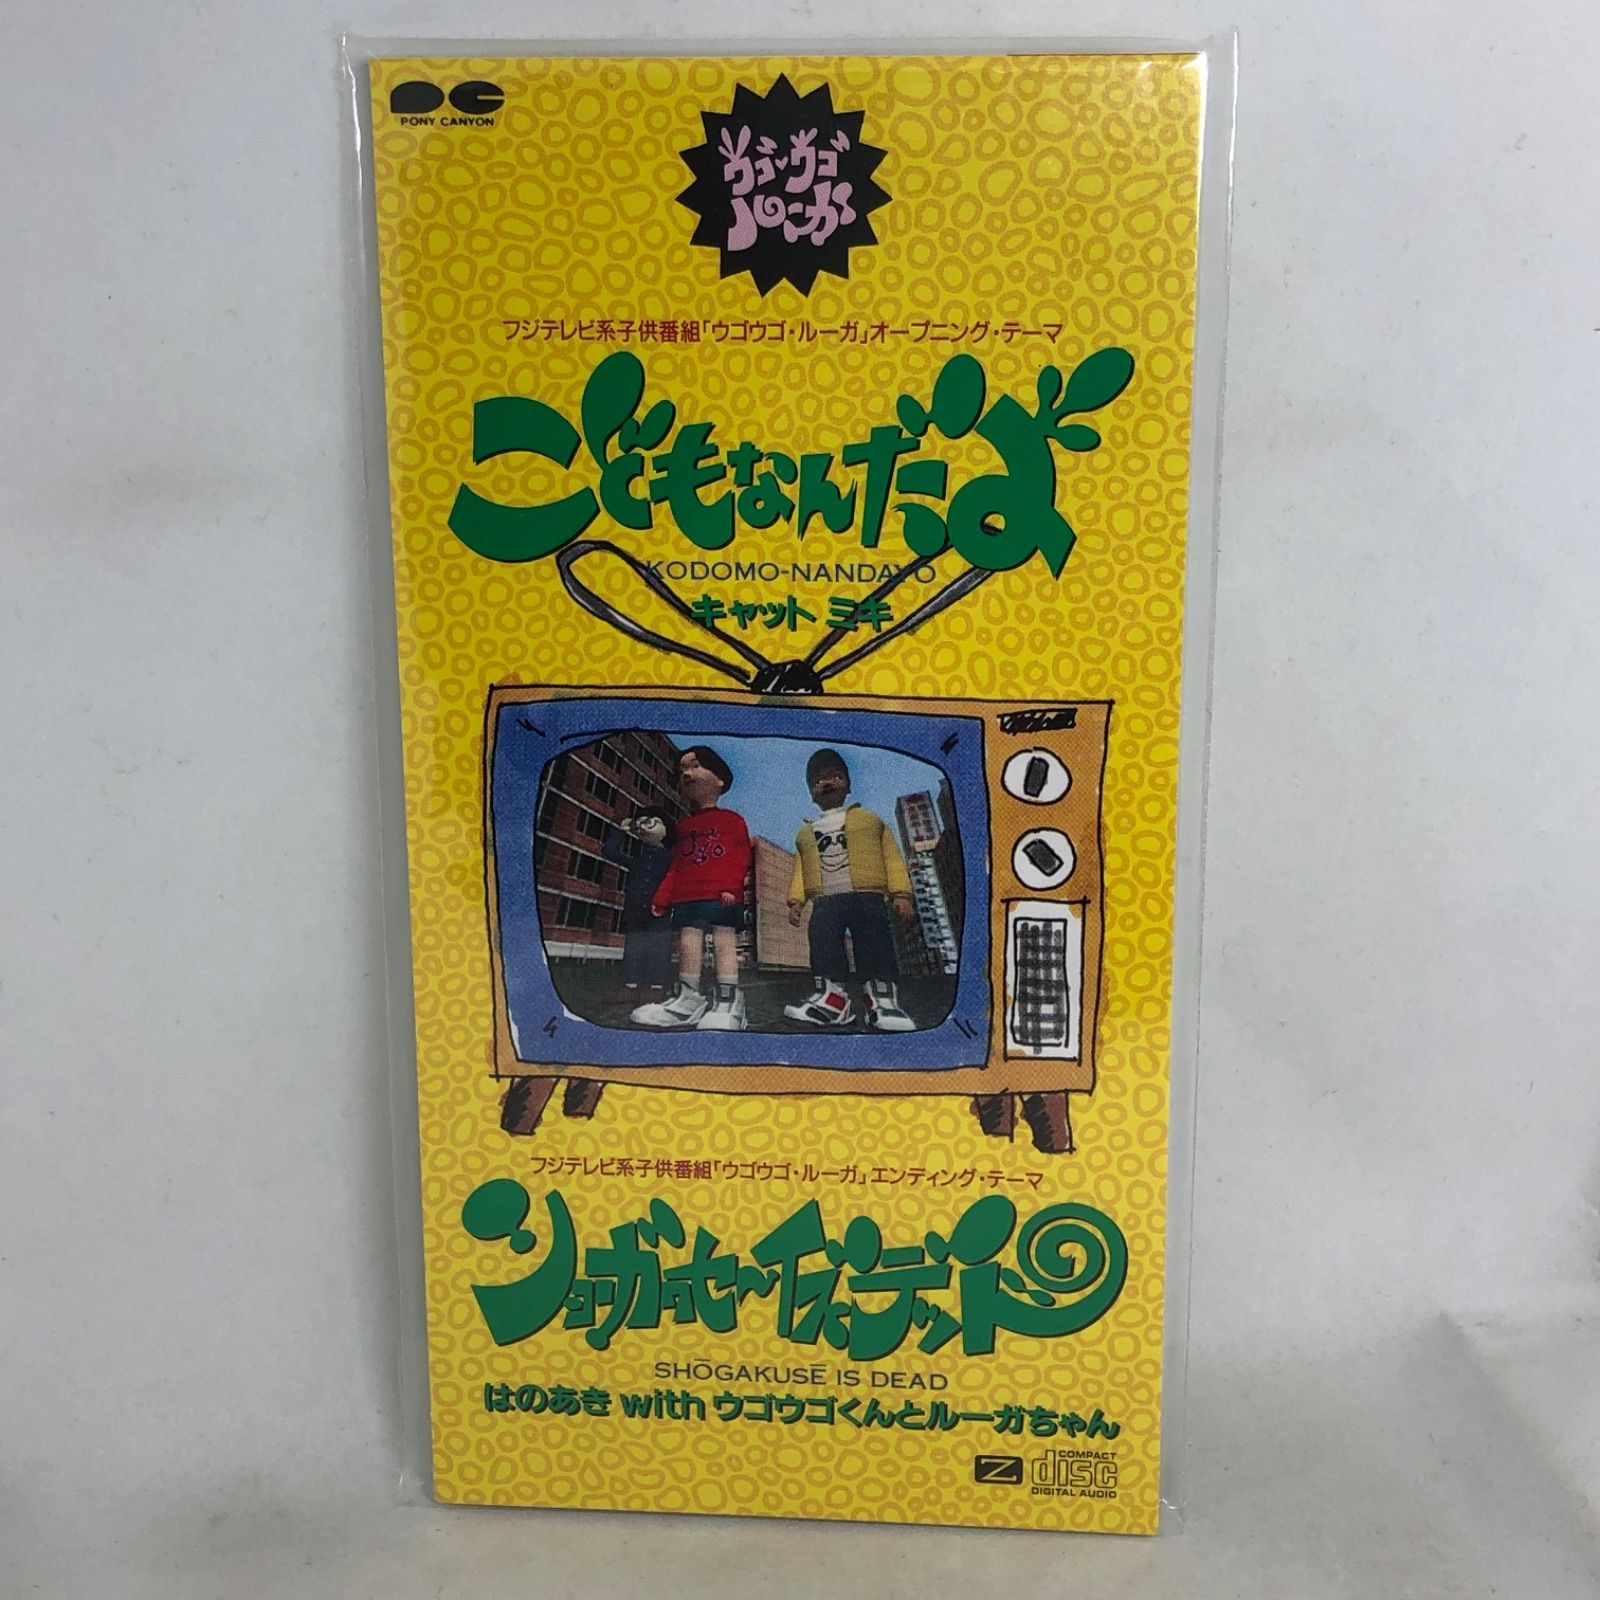 PONY CANYON
ウゴウゴ
ルーガ
フジテレビ系子供番組「ウゴウゴ・ルーガ」オープニング・テーマ
こどもなんだよ
KODOMO-NANDAYO
キャット ミキ
フジテレビ系子供番組「ウゴウゴ・ルーガ」エンディング・テーマ
ショガクセーイズデッド
SHŌGAKUSĒ IS DEAD
はのあき with ウゴウゴくんとルーガちゃん
Z
COMPACT
disc
DIGITAL AUDIO